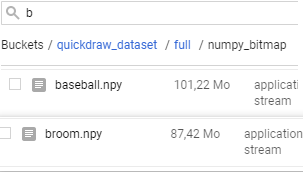 b
Buckets / quickdraw_dataset / full / numpy_bitmap
baseball.npy 101,22 Mo application
stream
broom.npy 87,42 Mo application
stream